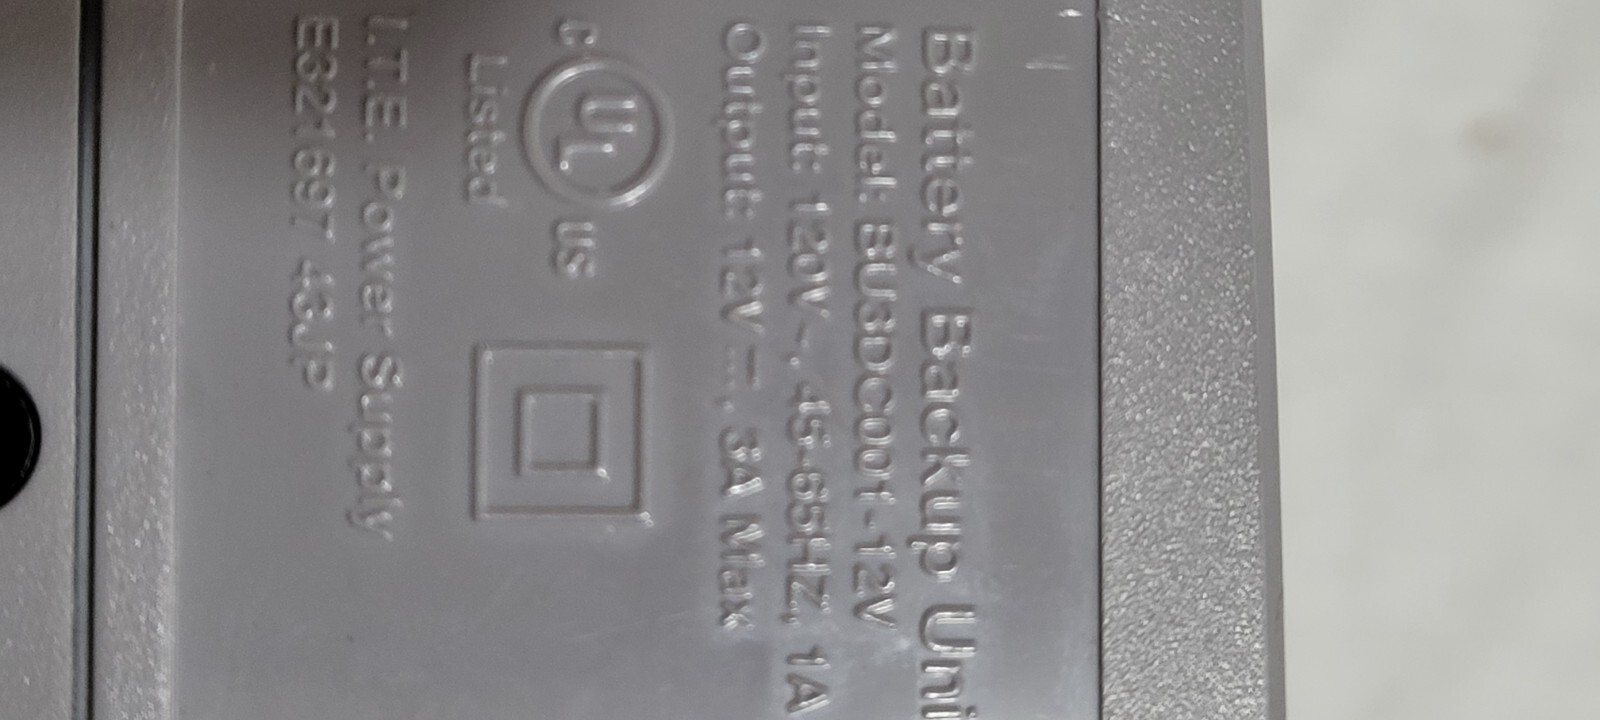 Battery Backup Uni
Model: BU3DC001-12V
Input: 120V~, 45-65HZ, 1A
Output: 12V⎓, 3A Max
c UL us
Listed
I.T.E. Power Supply
E321697 43JP